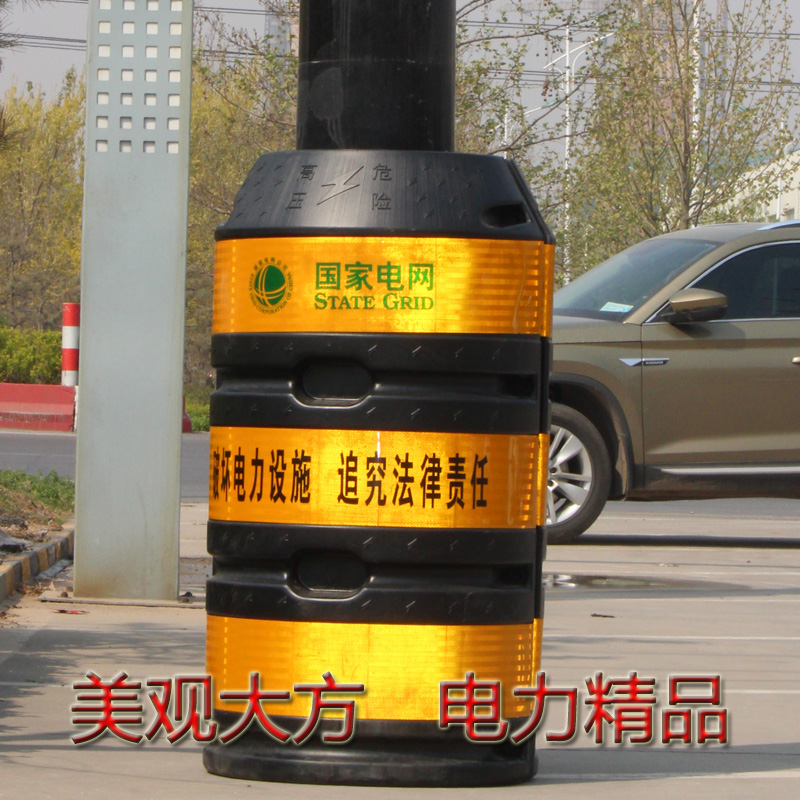 高 危
压 险
国家电网
STATE GRID
破坏电力设施 追究法律责任
美观大方 电力精品